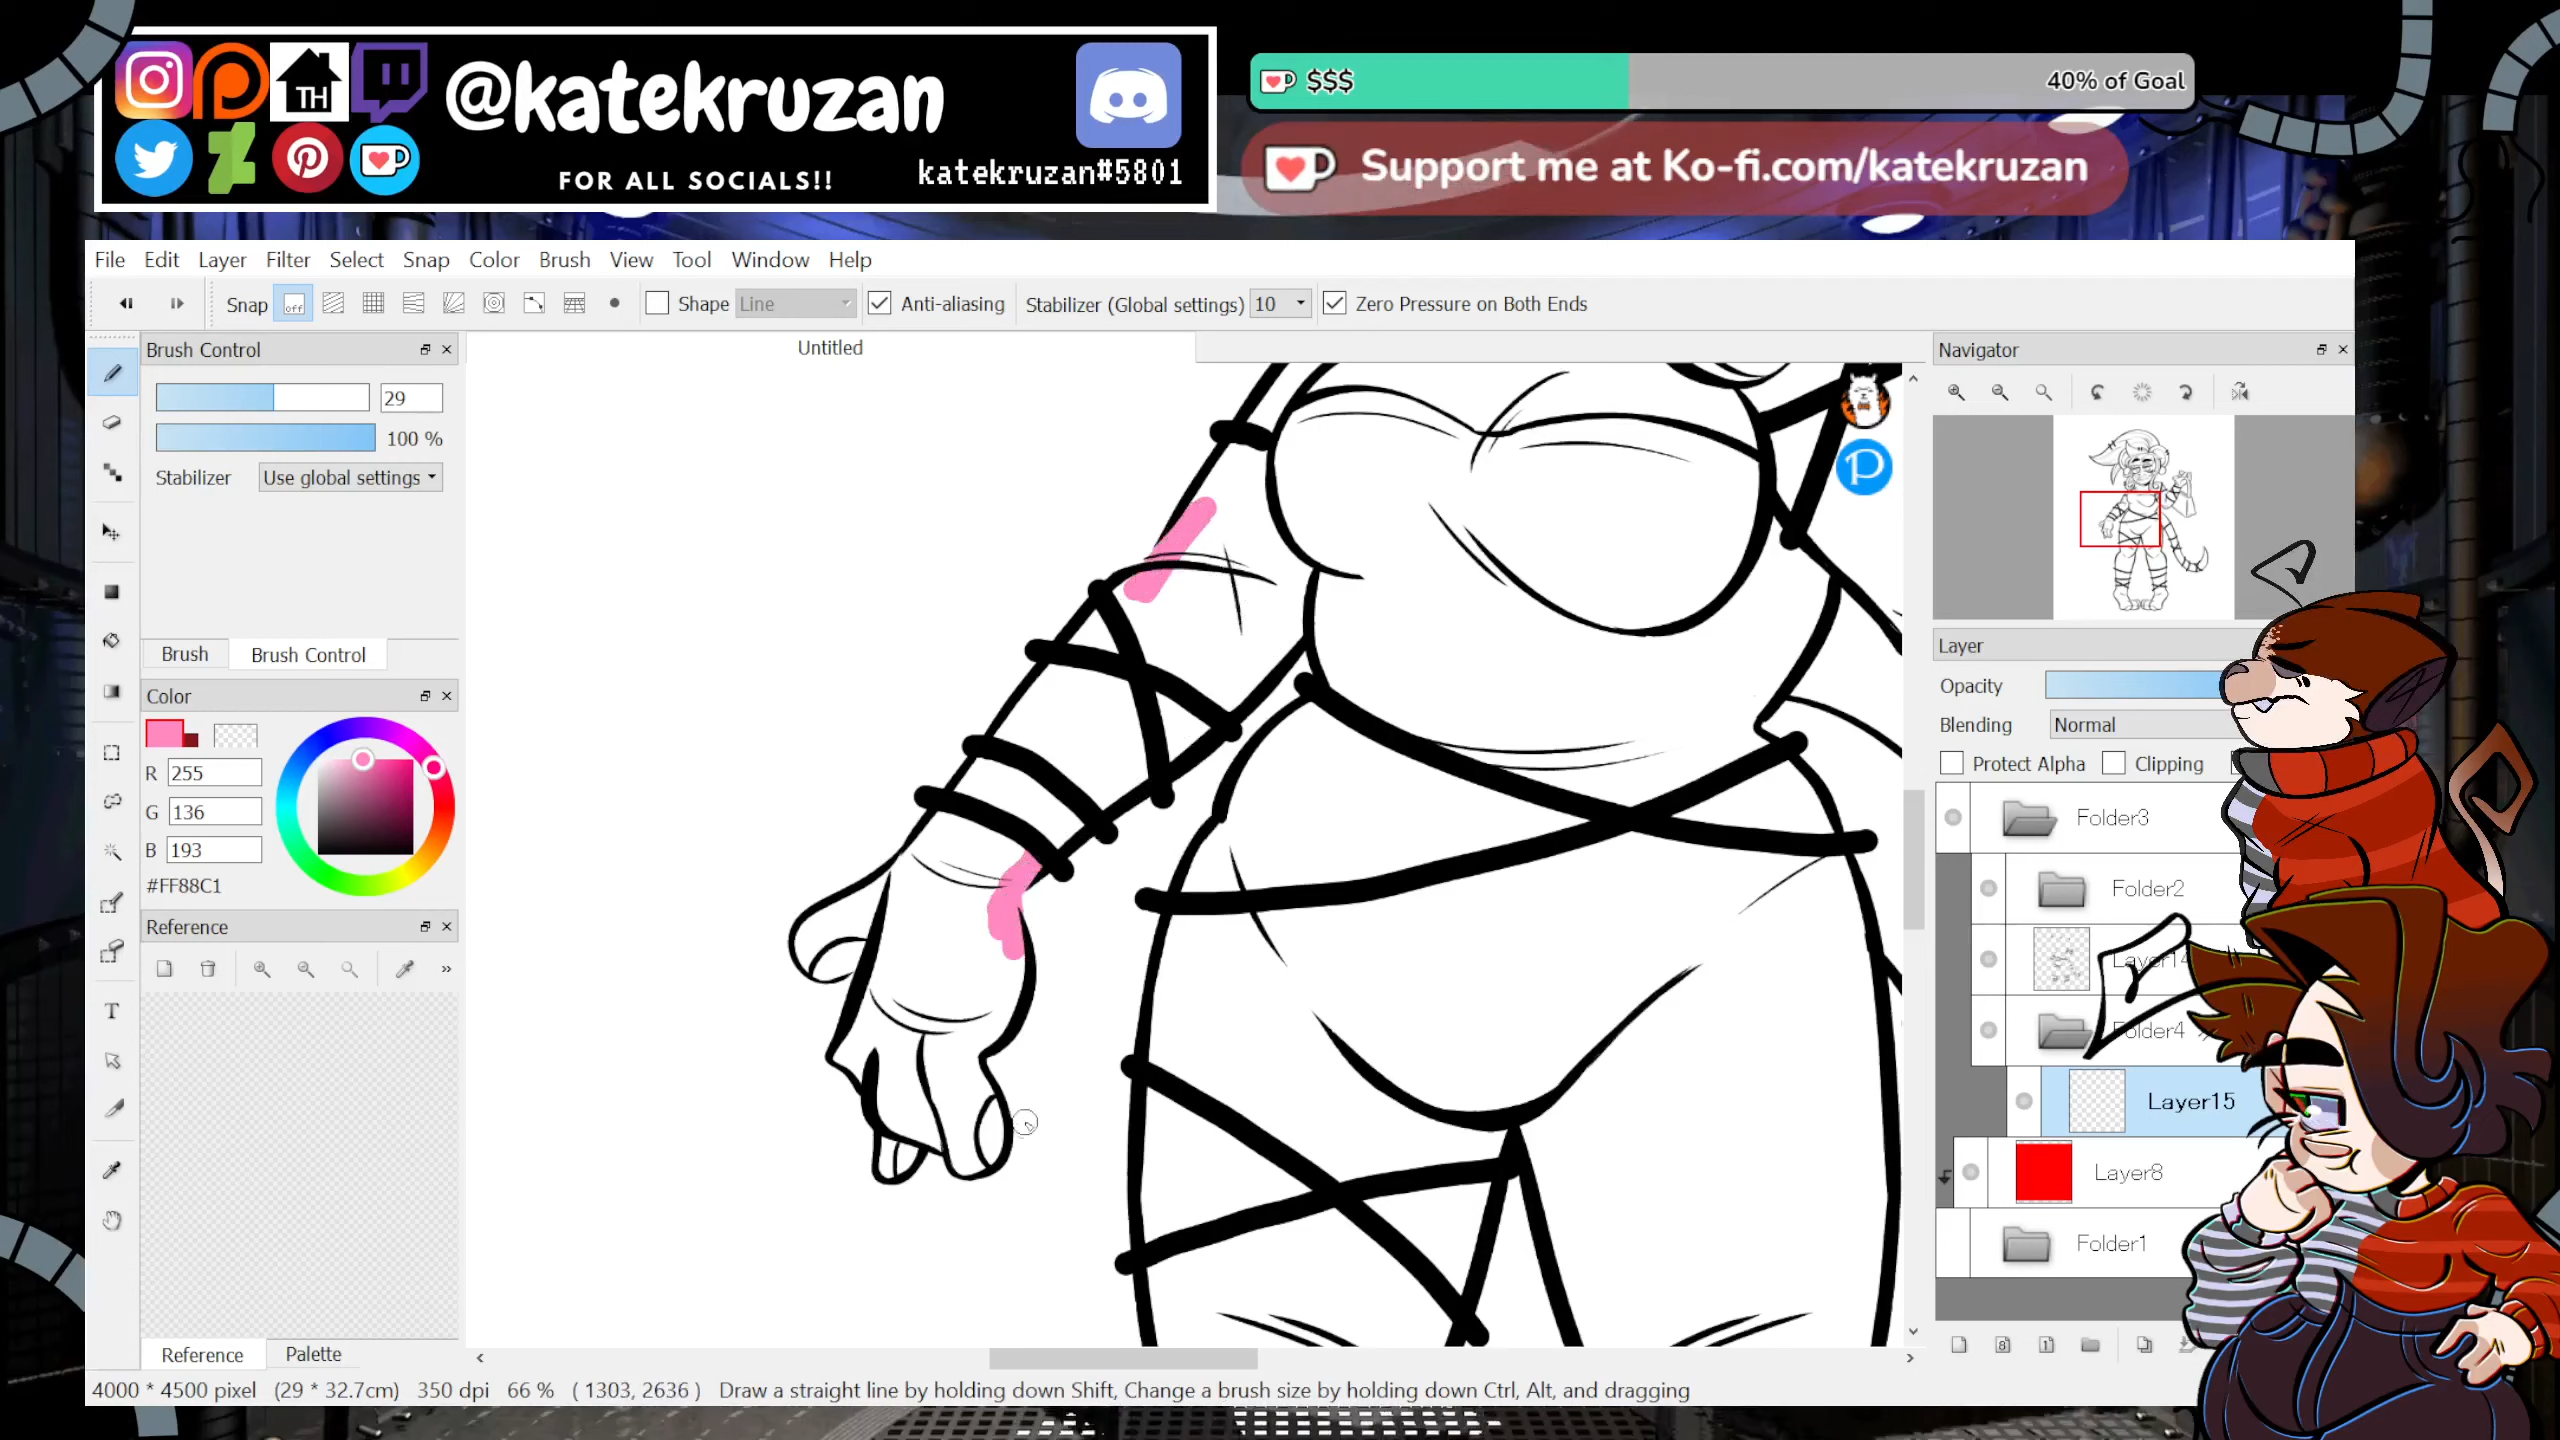 TH
@katekruzan
FOR ALL SOCIALS!!
katekruzan#5801
$$$
40% of Goal
Support me at Ko-fi.com/katekruzan
File Edit Layer Filter Select Snap Color Brush View Tool Window Help
Snap off Shape Line Anti-aliasing Stabilizer (Global settings) 10 Zero Pressure on Both Ends
Brush Control
Untitled
Navigator
29
100 %
Stabilizer Use global settings
Brush Brush Control
Color
R 255
G 136
B 193
#FF88C1
Reference
T
Reference Palette
Layer
Opacity
Blending Normal
Protect Alpha Clipping
Folder3
Folder2
Layer14
Folder4
Layer15
Layer8
Folder1
4000 * 4500 pixel (29 * 32.7cm) 350 dpi 66 % ( 1303, 2636 ) Draw a straight line by holding down Shift, Change a brush size by holding down Ctrl, Alt, and dragging